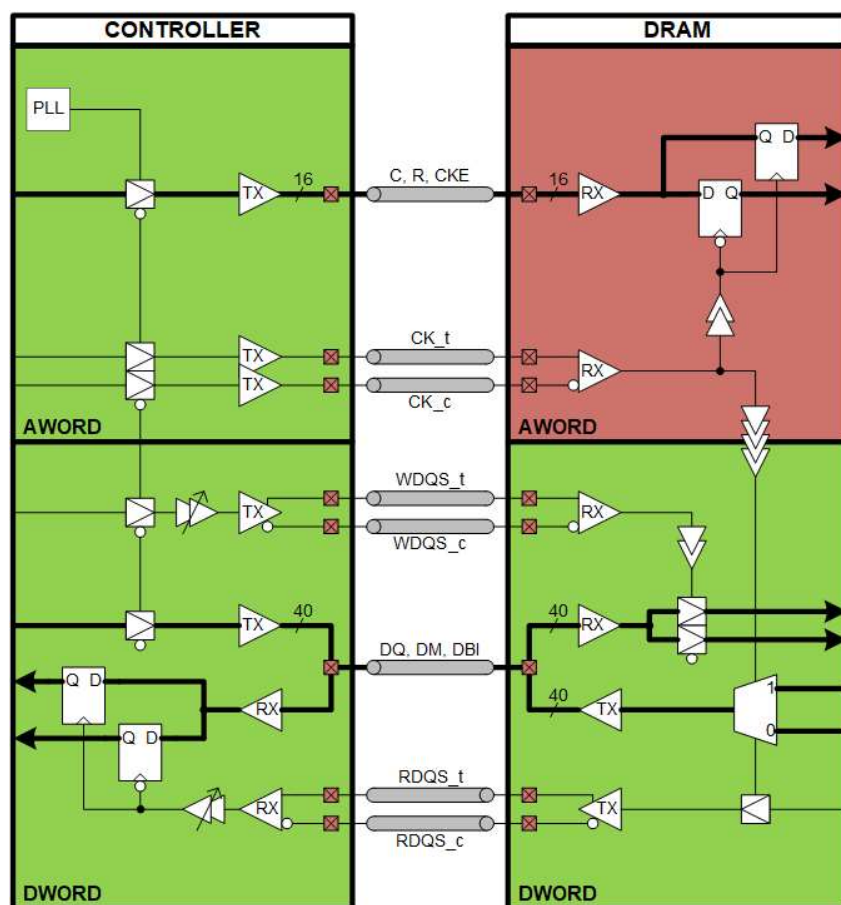 CONTROLLER
DRAM
PLL
Q D
16
C, R, CKE
16
TX
RX
D Q
CK_t
TX
RX
TX
CK_c
AWORD
AWORD
WDQS_t
TX
RX
WDQS_c
40
40
TX
DQ, DM, DBI
RX
Q D
40
1
RX
TX
Q D
0
RDQS_t
RX
TX
RDQS_c
DWORD
DWORD